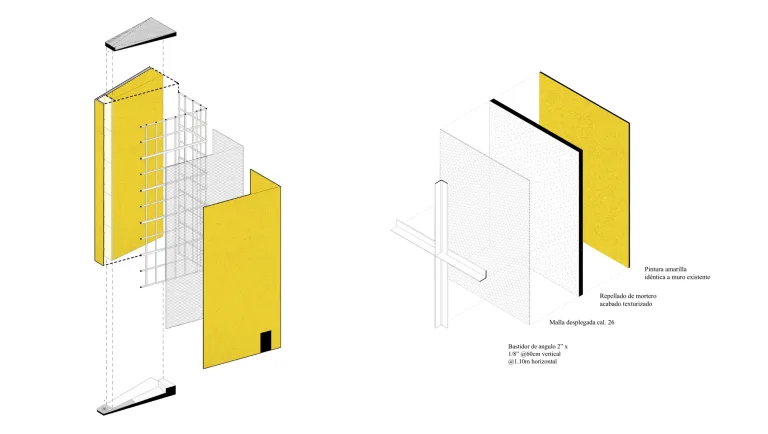 Pintura amarilla
idéntica a muro existente
Repellado de mortero
acabado texturizado
Malla desplegada cal. 26
Bastidor de angulo 2" x
1/8" @60cm vertical
@1.10m horizontal